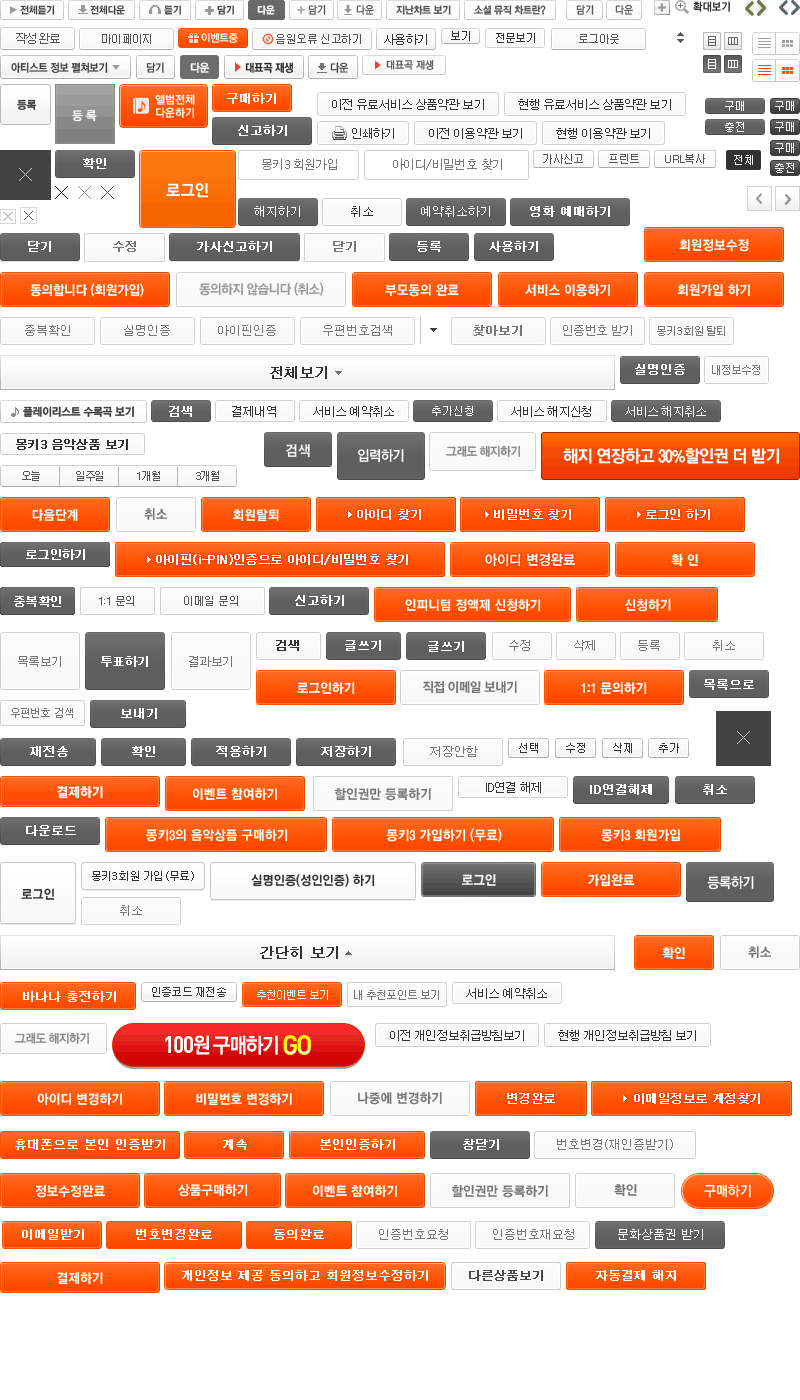 전체듣기 전체다운 듣기 담기 다운 담기 다운 지난차트 보기 소셜 뮤직 차트란? 담기 다운 확대보기
작성완료 마이페이지 이벤트중 음원오류 신고하기 사용하기 보기 전문보기 로그아웃
아티스트 정보 펼쳐보기 담기 다운 대표곡 재생 다운 대표곡 재생
등록 등록 앨범전체 다운하기 구매하기 이전 유료서비스 상품약관 보기 현행 유료서비스 상품약관 보기 구매 구매
신고하기 인쇄하기 이전 이용약관 보기 현행 이용약관 보기 충전 구매
구매
확인 로그인 몽키3 회원가입 아이디/비밀번호 찾기 가사신고 프린트 URL복사 전체 충전
해지하기 취소 예약취소하기 영화 예매하기
닫기 수정 가사신고하기 닫기 등록 사용하기 회원정보수정
동의합니다 (회원가입) 동의하지 않습니다 (취소) 부모동의 완료 서비스 이용하기 회원가입 하기
중복확인 실명인증 아이핀인증 우편번호검색 찾아보기 인증번호 받기 몽키3회원 탈퇴
전체보기 실명인증 내정보수정
플레이리스트 수록곡 보기 검색 결제내역 서비스 예약취소 추가신청 서비스 해지신청 서비스 해지취소
몽키3 음악상품 보기 검색 입력하기 그래도 해지하기 해지 연장하고 30%할인권 더 받기
오늘 일주일 1개월 3개월
다음단계 취소 회원탈퇴 아이디 찾기 비밀번호 찾기 로그인 하기
로그인하기 아이핀(i-PIN)인증으로 아이디/비밀번호 찾기 아이디 변경완료 확 인
중복확인 1:1 문의 이메일 문의 신고하기 인피니텀 정액제 신청하기 신청하기
목록보기 투표하기 결과보기 검색 글쓰기 글쓰기 수정 삭제 등록 취소
로그인하기 직접 이메일 보내기 1:1 문의하기 목록으로
우편번호 검색 보내기
재전송 확인 적용하기 저장하기 저장안함 선택 수정 삭제 추가
결제하기 이벤트 참여하기 할인권만 등록하기 ID연결 해제 ID연결해제 취소
다운로드 몽키3의 음악상품 구매하기 몽키3 가입하기 (무료) 몽키3 회원가입
로그인 몽키3회원 가입(무료) 실명인증(성인인증) 하기 로그인 가입완료 등록하기
취소
간단히 보기 확인 취소
바나나 충전하기 인증코드 재전송 추천이벤트 보기 내 추천포인트 보기 서비스 예약취소
그래도 해지하기 100원 구매하기 GO 이전 개인정보취급방침보기 현행 개인정보취급방침 보기
아이디 변경하기 비밀번호 변경하기 나중에 변경하기 변경완료 이메일정보로 계정찾기
휴대폰으로 본인 인증받기 계속 본인인증하기 창닫기 번호변경(재인증받기)
정보수정완료 상품구매하기 이벤트 참여하기 할인권만 등록하기 확인 구매하기
이메일받기 번호변경완료 동의완료 인증번호요청 인증번호재요청 문화상품권 받기
결제하기 개인정보 제공 동의하고 회원정보수정하기 다른상품보기 자동결제 해지